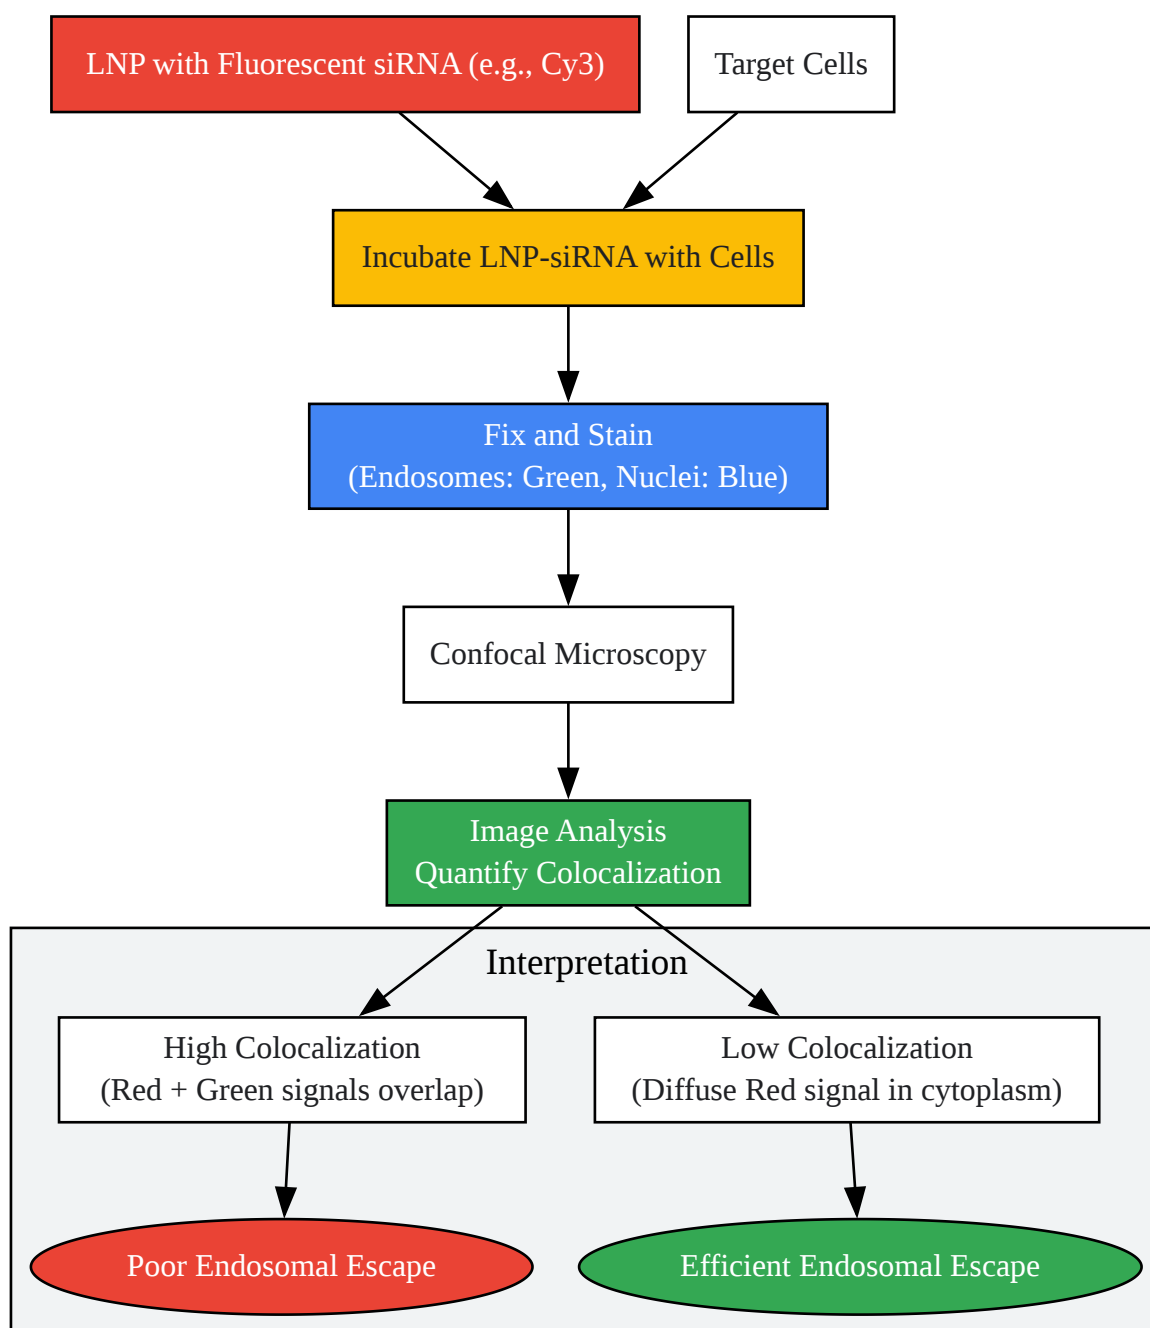 LNP with Fluorescent siRNA (e.g., Cy3)
Target Cells
Incubate LNP-siRNA with Cells
Fix and Stain
(Endosomes: Green, Nuclei: Blue)
Confocal Microscopy
Image Analysis
Quantify Colocalization
Interpretation
High Colocalization
(Red + Green signals overlap)
Low Colocalization
(Diffuse Red signal in cytoplasm)
Poor Endosomal Escape
Efficient Endosomal Escape